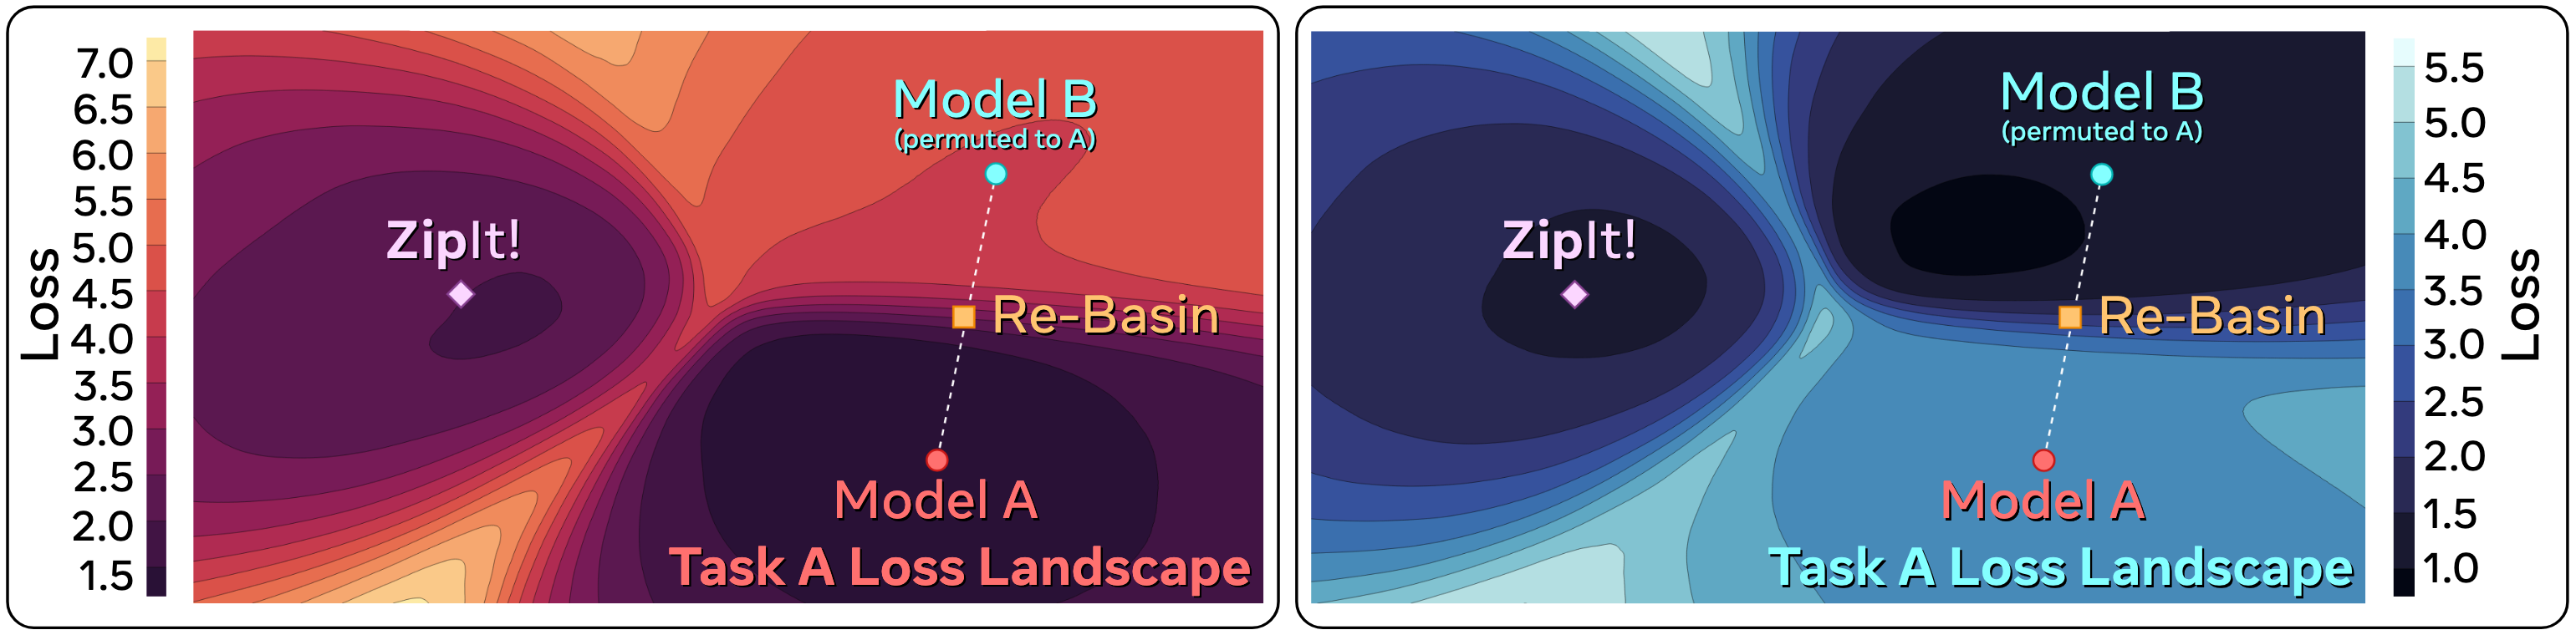 7.0
6.5
6.0
5.5
5.0
4.5
4.0
3.5
3.0
2.5
2.0
1.5
Loss
Model B
(permuted to A)
ZipIt!
Re-Basin
Model A
Task A Loss Landscape
Model B
(permuted to A)
ZipIt!
Re-Basin
Model A
Task A Loss Landscape
5.5
5.0
4.5
4.0
3.5
3.0
2.5
2.0
1.5
1.0
Loss